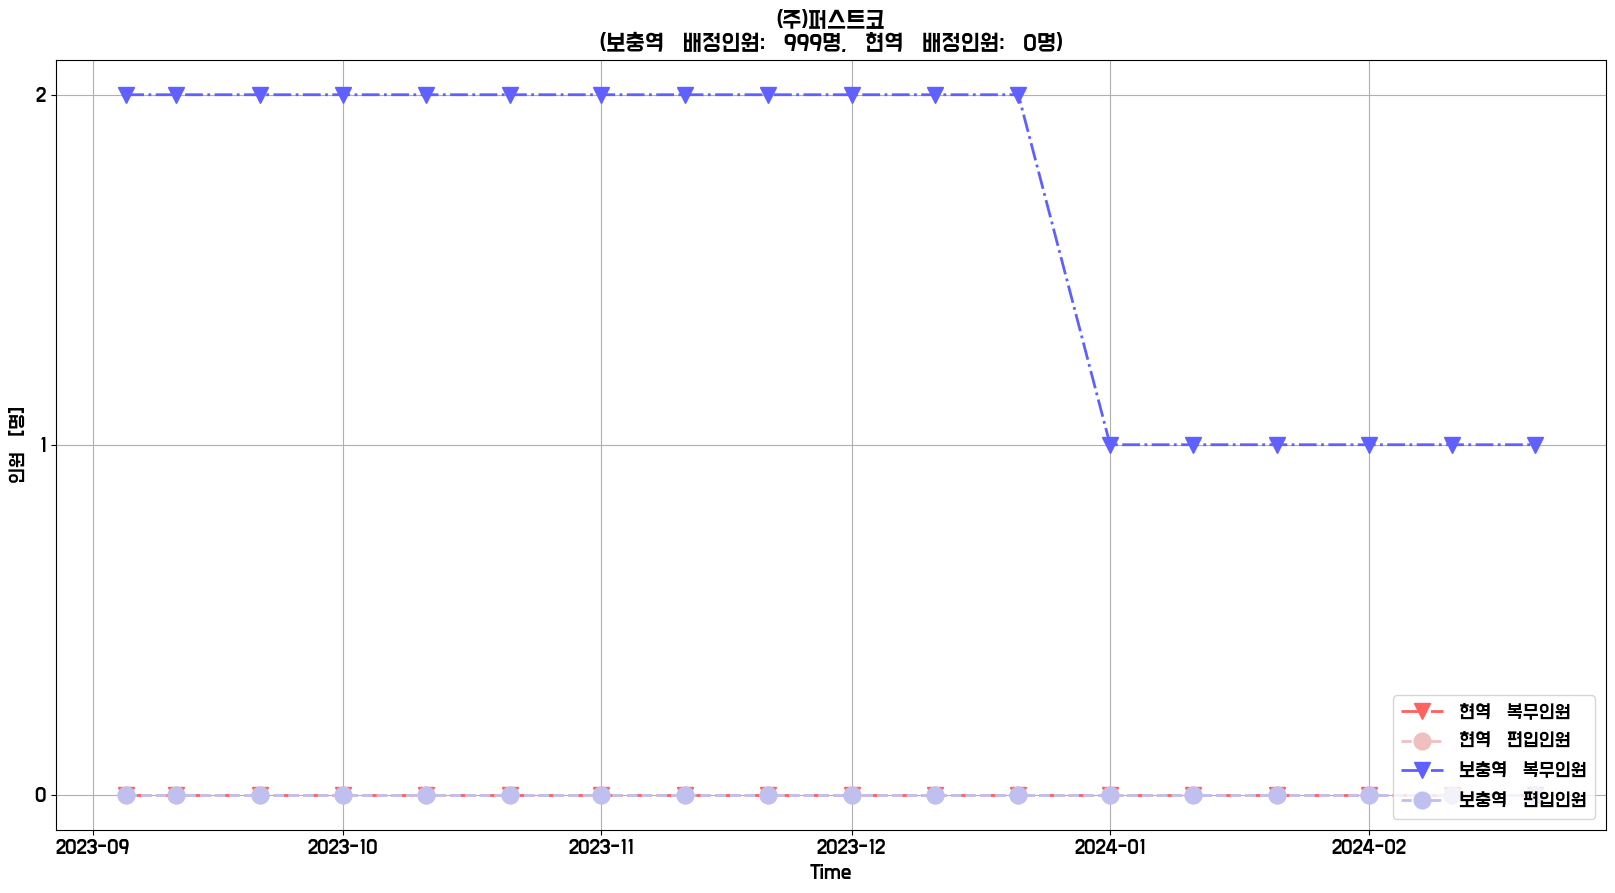 (주)퍼스트코
(보충역 배정인원: 999명, 현역 배정인원: 0명)
2
1
0
인원 [명]
현역 복무인원
현역 편입인원
보충역 복무인원
보충역 편입인원
2023-09 2023-10 2023-11 2023-12 2024-01 2024-02
Time